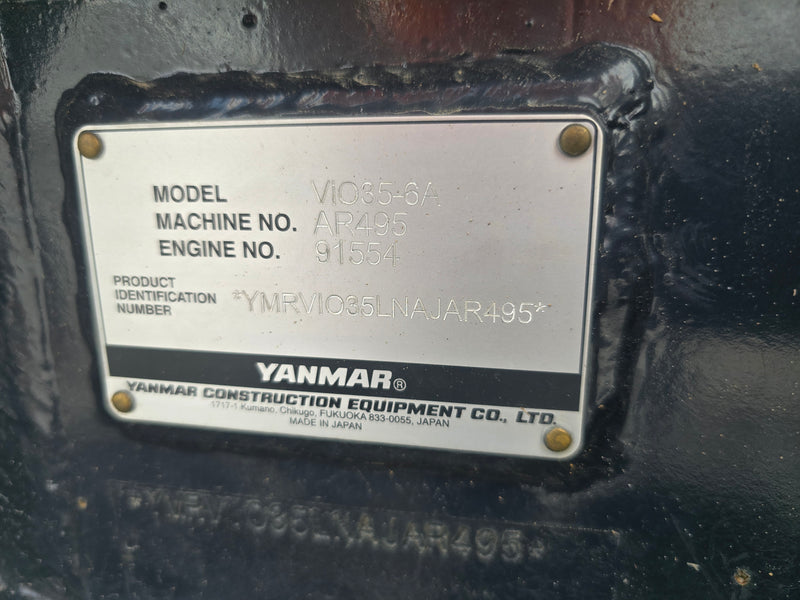 MODEL ViO35-6A
MACHINE NO. AR495
ENGINE NO. 91554
PRODUCT
IDENTIFICATION
NUMBER
*YMRVIO35LNAJAR495*
YANMAR®
YANMAR CONSTRUCTION EQUIPMENT CO., LTD.
1717-1 Kumano, Chikugo, FUKUOKA 833-0055, JAPAN
MADE IN JAPAN
*YMRVIO35LNAJAR495*